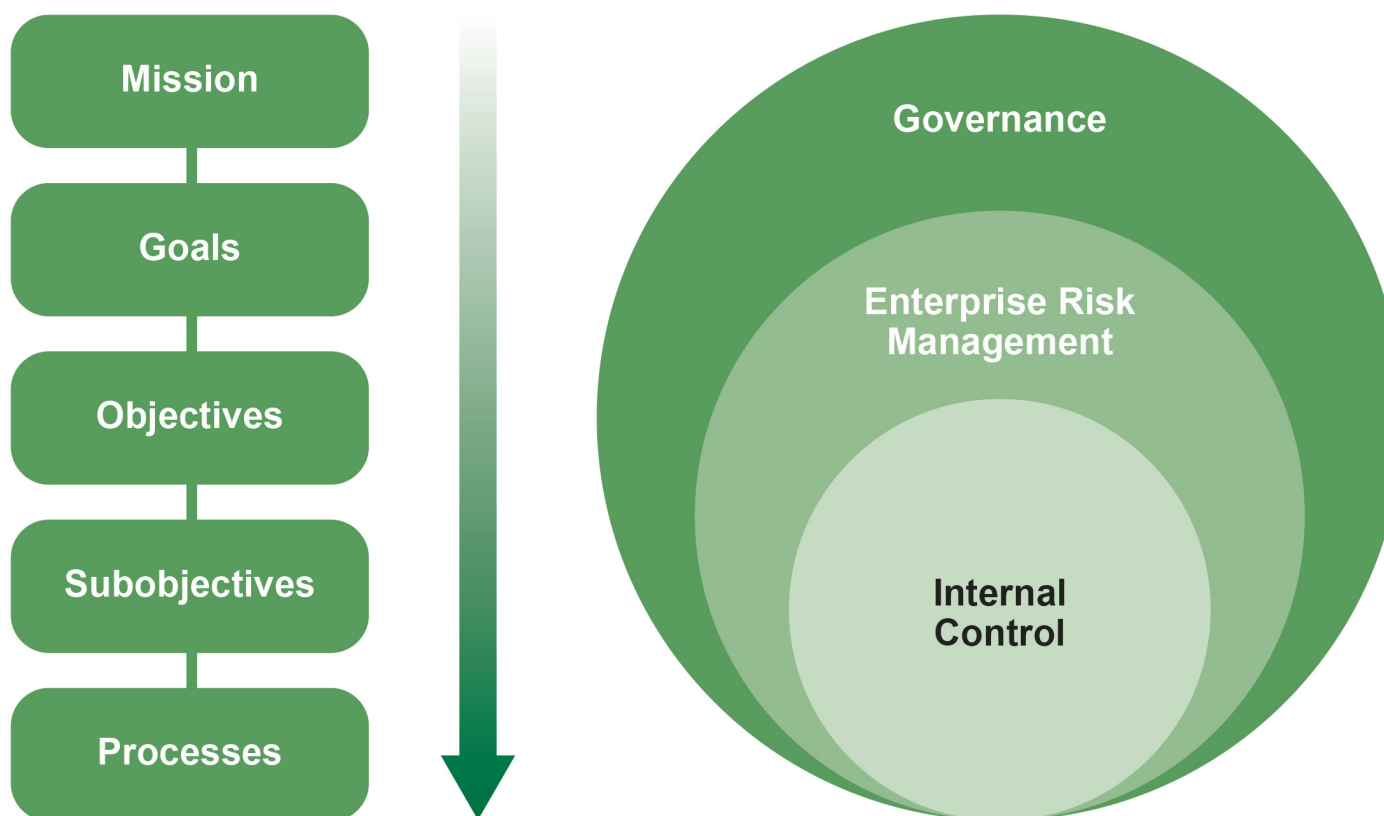 Mission
Goals
Objectives
Subobjectives
Processes
Governance
Enterprise Risk
Management
Internal
Control